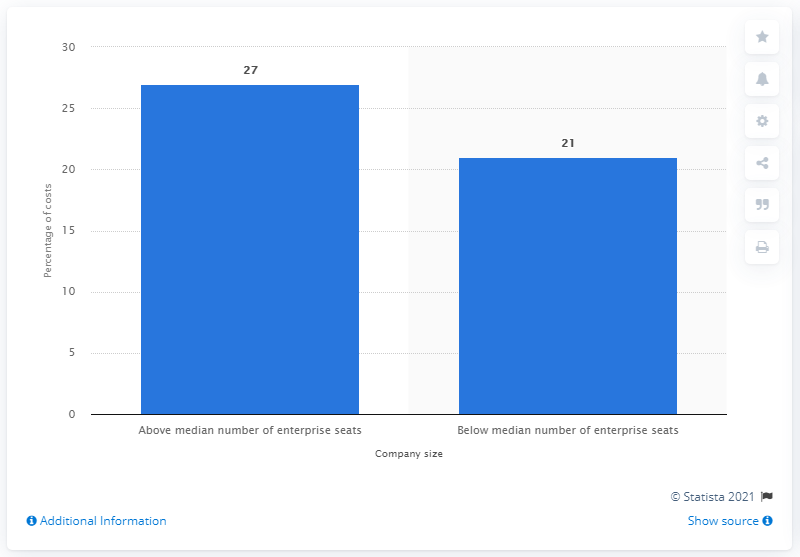 30
27
25
21
20
15
10
5
0
Percentage of costs
Above median number of enterprise seats
Below median number of enterprise seats
Company size
© Statista 2021
Additional Information
Show source